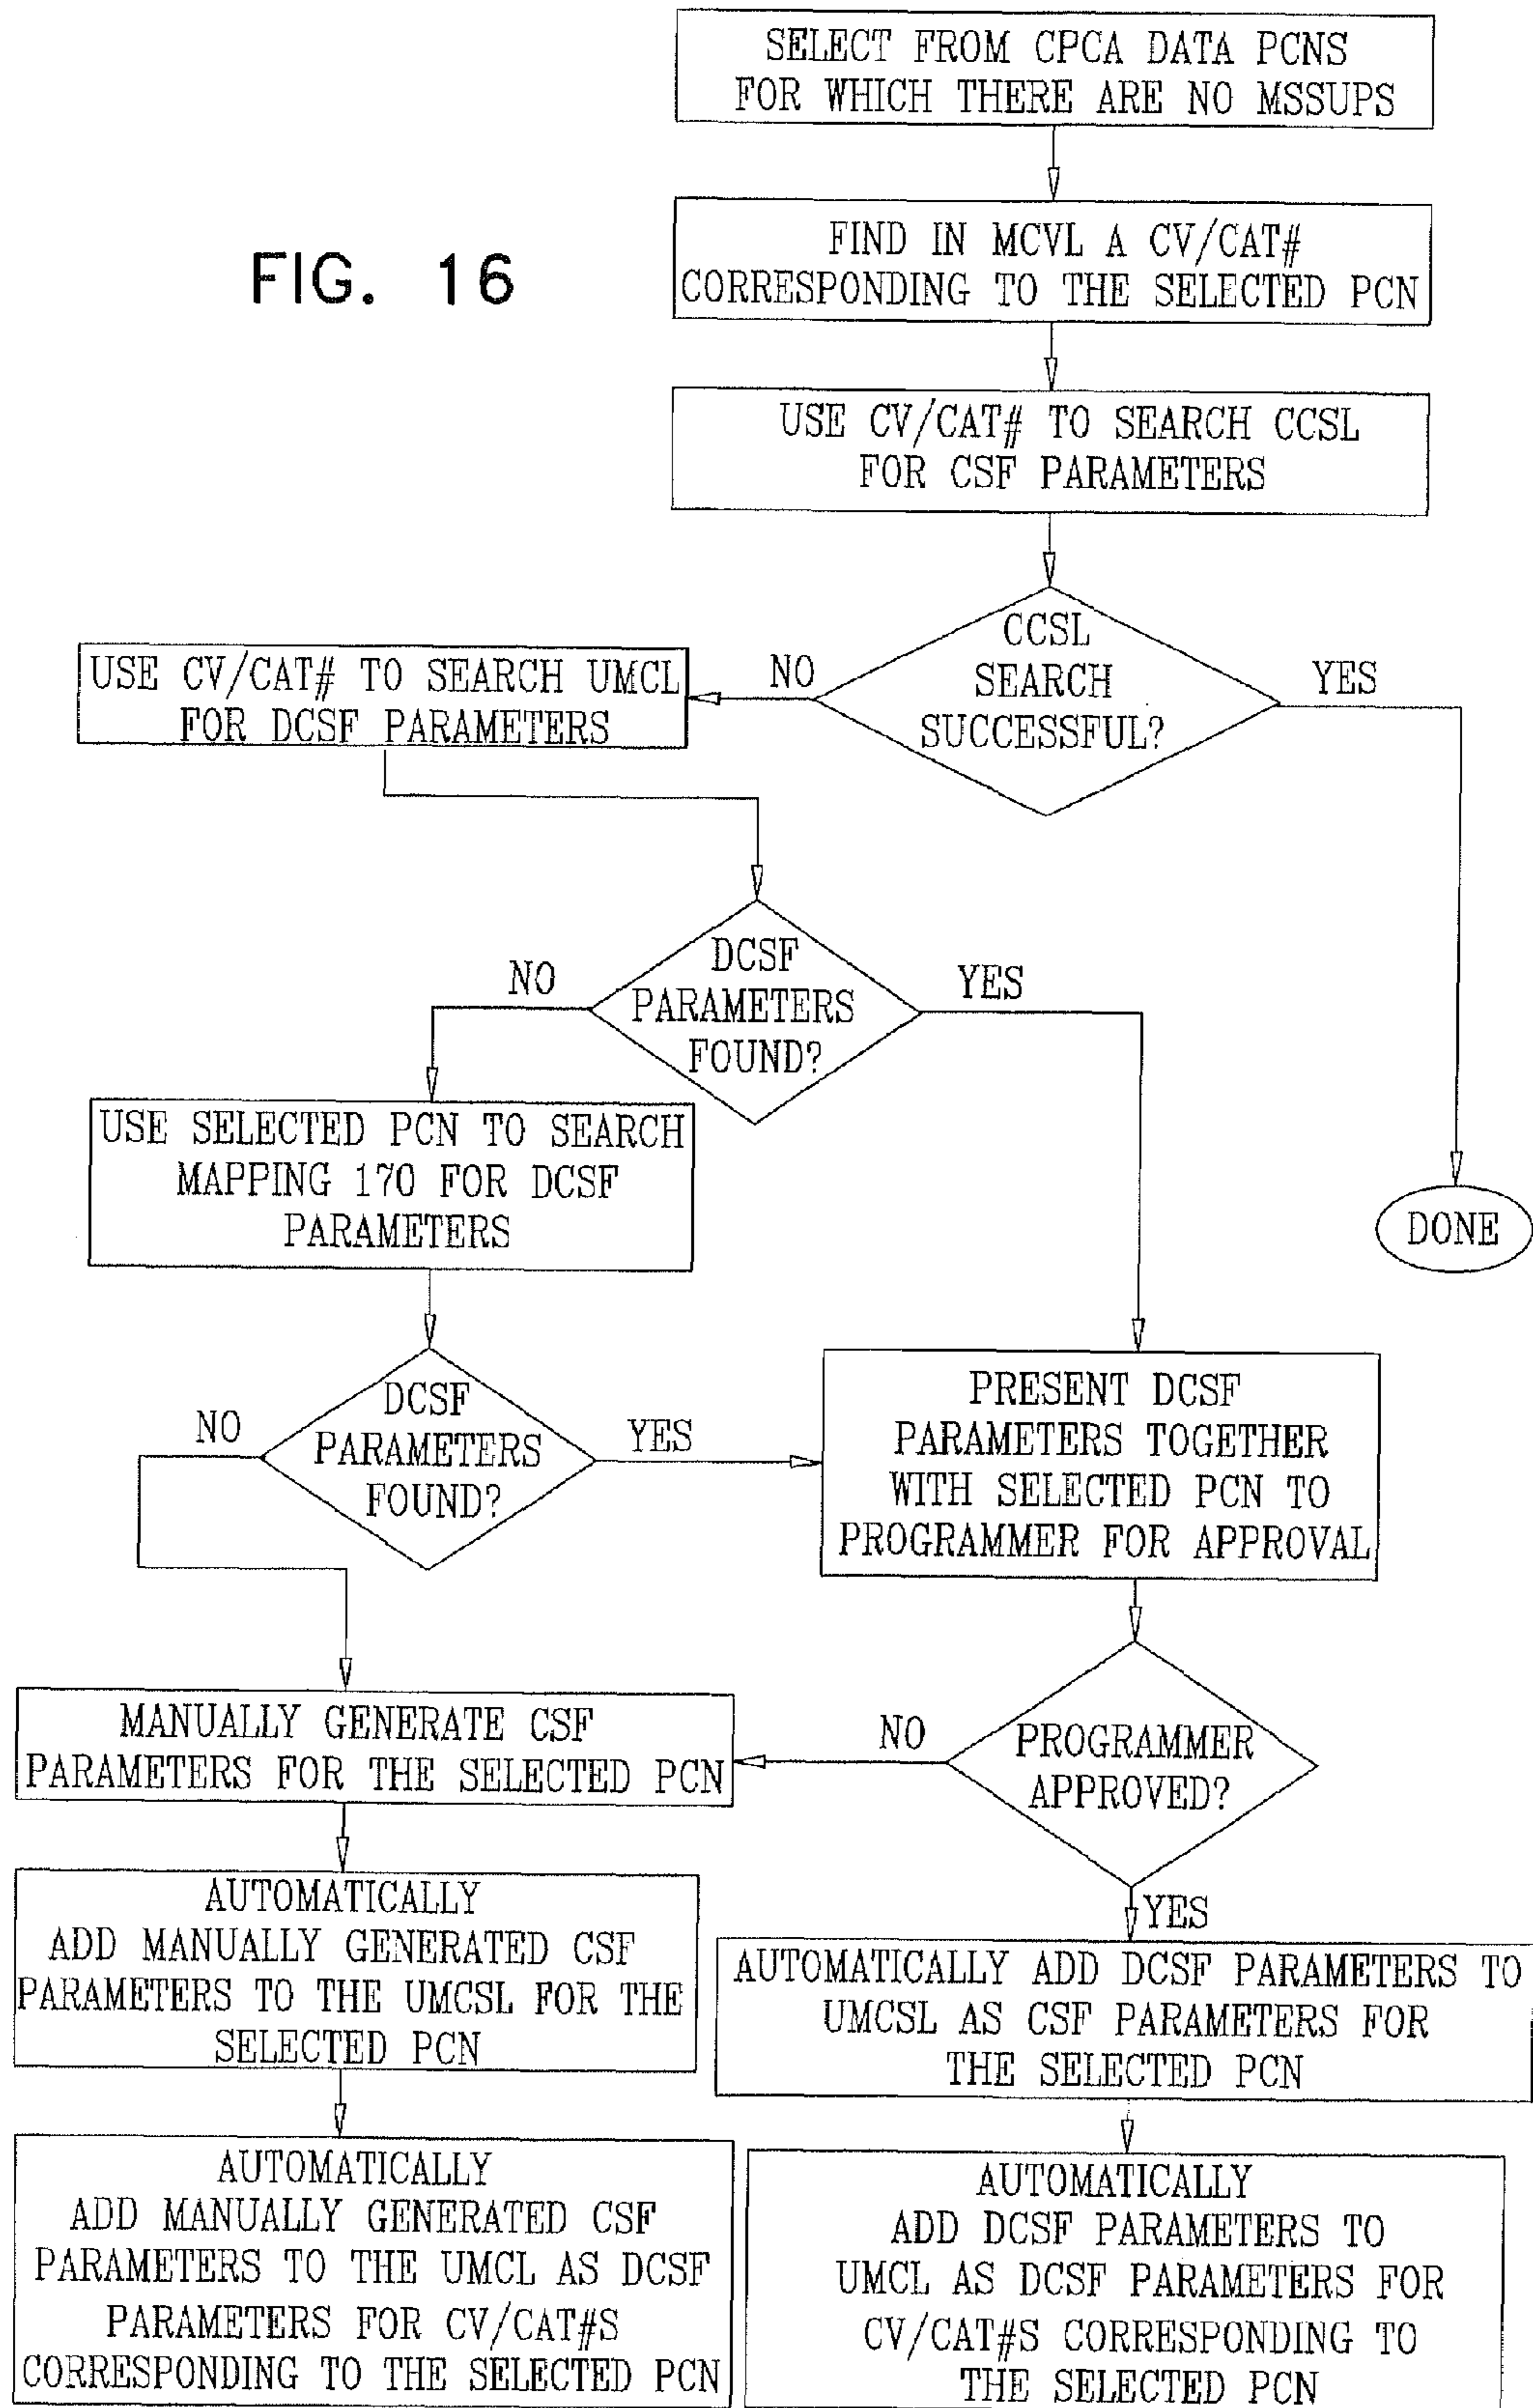 SELECT FROM CPCA DATA PCNS
FOR WHICH THERE ARE NO MSSUPS
FIG. 16
FIND IN MCVL A CV/CAT#
CORRESPONDING TO THE SELECTED PCN
USE CV/CAT# TO SEARCH CCSL
FOR CSF PARAMETERS
CCSL
SEARCH
SUCCESSFUL?
NO
YES
USE CV/CAT# TO SEARCH UMCL
FOR DCSF PARAMETERS
DCSF
PARAMETERS
FOUND?
NO
YES
USE SELECTED PCN TO SEARCH
MAPPING 170 FOR DCSF
PARAMETERS
DONE
DCSF
PARAMETERS
FOUND?
NO
YES
PRESENT DCSF
PARAMETERS TOGETHER
WITH SELECTED PCN TO
PROGRAMMER FOR APPROVAL
PROGRAMMER
APPROVED?
NO
YES
MANUALLY GENERATE CSF
PARAMETERS FOR THE SELECTED PCN
AUTOMATICALLY
ADD MANUALLY GENERATED CSF
PARAMETERS TO THE UMCSL FOR THE
SELECTED PCN
AUTOMATICALLY ADD DCSF PARAMETERS TO
UMCSL AS CSF PARAMETERS FOR
THE SELECTED PCN
AUTOMATICALLY
ADD MANUALLY GENERATED CSF
PARAMETERS TO THE UMCL AS DCSF
PARAMETERS FOR CV/CAT#S
CORRESPONDING TO THE SELECTED PCN
AUTOMATICALLY
ADD DCSF PARAMETERS TO
UMCL AS DCSF PARAMETERS FOR
CV/CAT#S CORRESPONDING TO
THE SELECTED PCN